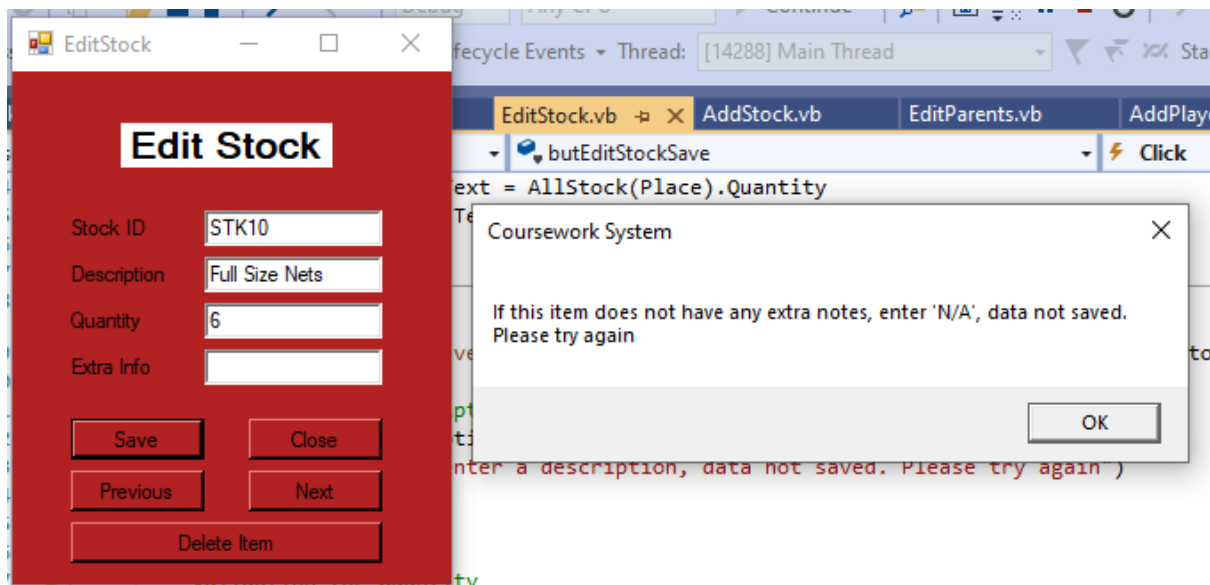 Debug Any CPU Continue
EditStock
Lifecycle Events Thread: [14288] Main Thread
EditStock.vb AddStock.vb EditParents.vb AddPlaye
butEditStockSave Click
Edit Stock
ext = AllStock(Place).Quantity
Stock ID STK10
Description Full Size Nets
Quantity 6
Extra Info
Save Close
Previous Next
Delete Item
Coursework System
If this item does not have any extra notes, enter 'N/A', data not saved.
Please try again
OK
nter a description, data not saved. Please try again")